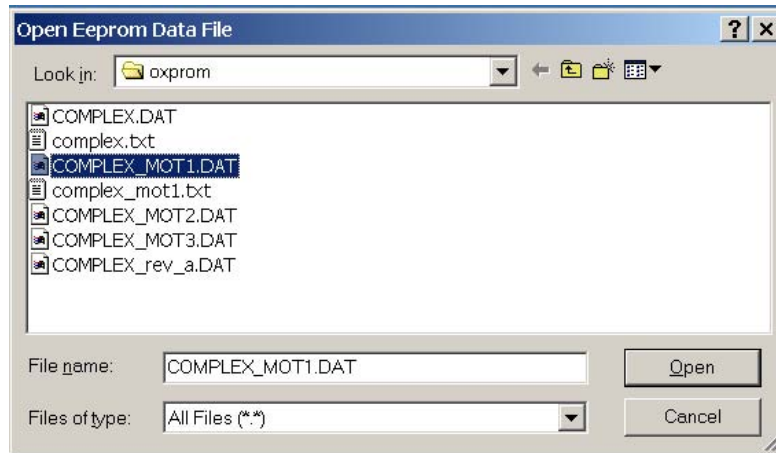 Open Eeprom Data File
Look in: oxprom
COMPLEX.DAT
complex.txt
COMPLEX_MOT1.DAT
complex_mot1.txt
COMPLEX_MOT2.DAT
COMPLEX_MOT3.DAT
COMPLEX_rev_a.DAT
File name: COMPLEX_MOT1.DAT Open
Files of type: All Files (*.*) Cancel